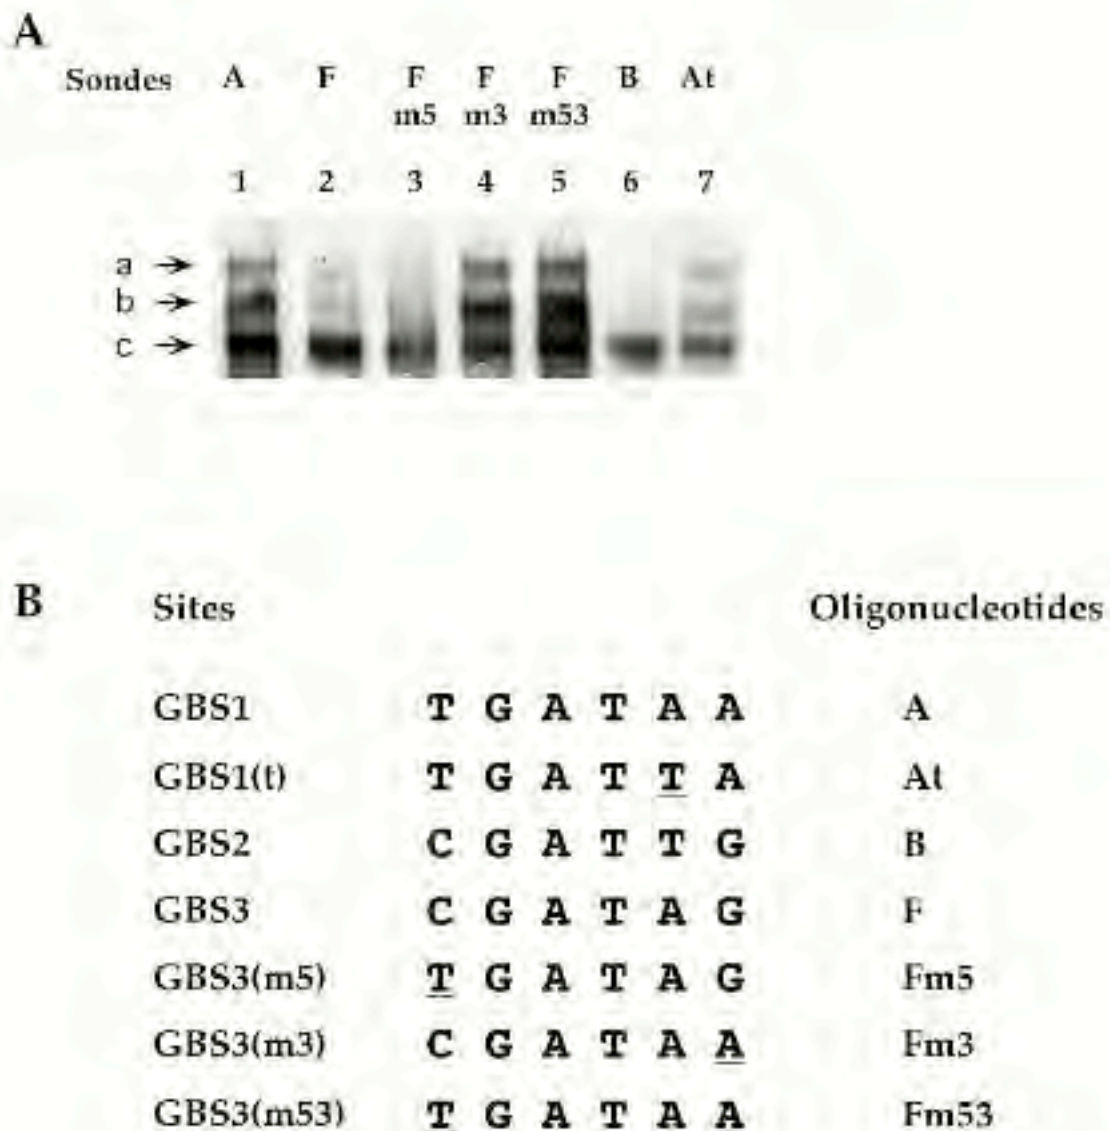 A
Sondes A F F F F B At
m5 m3 m53
1 2 3 4 5 6 7
a →
b →
c →
B
Sites Oligonucleotides
GBS1 T G A T A A A
GBS1(t) T G A T T A At
GBS2 C G A T T G B
GBS3 C G A T A G F
GBS3(m5) T G A T A G Fm5
GBS3(m3) C G A T A A Fm3
GBS3(m53) T G A T A A Fm53